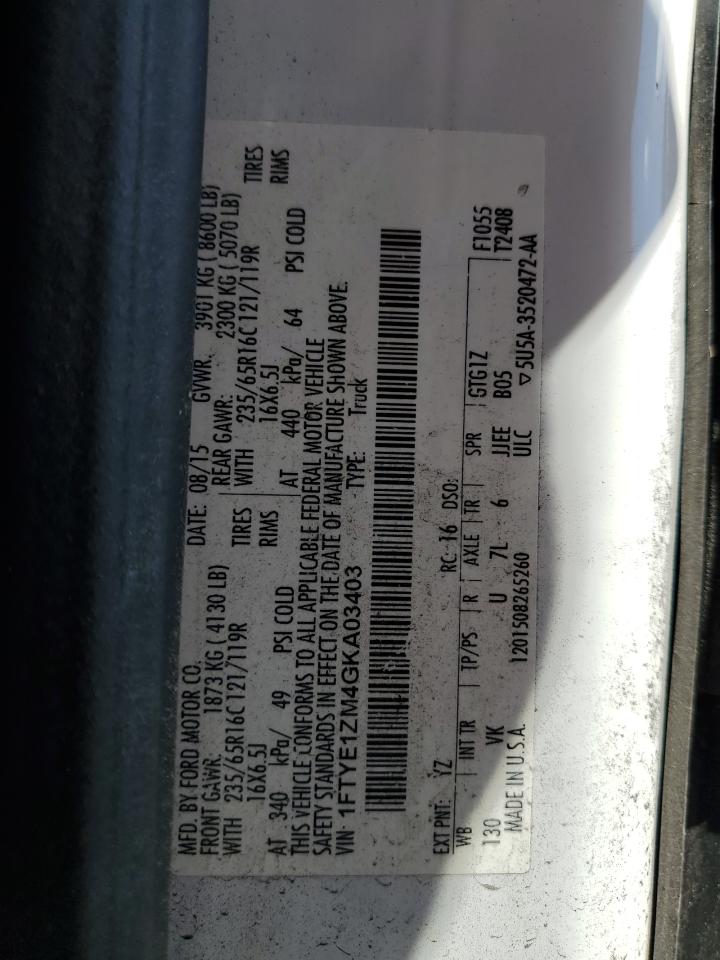 MFD. BY FORD MOTOR CO. DATE: 08/15 GVWR: 3901 KG ( 8600 LB)
FRONT GAWR: 1873 KG ( 4130 LB) REAR GAWR: 2300 KG ( 5070 LB)
WITH 235/65R16C 121/119R TIRES WITH 235/65R16C 121/119R TIRES
16X6.5J RIMS 16X6.5J RIMS
AT 340 kPa/ 49 PSI COLD AT 440 kPa/ 64 PSI COLD
THIS VEHICLE CONFORMS TO ALL APPLICABLE FEDERAL MOTOR VEHICLE
SAFETY STANDARDS IN EFFECT ON THE DATE OF MANUFACTURE SHOWN ABOVE.
VIN: 1FTYE1ZM4GKA03403 TYPE: Truck
EXT PNT: YZ RC: 16 DSO:
WB INT TR TP/PS R AXLE TR SPR GTG1Z F1055
130 VK U 7L 6 JJEE B05 T2408
MADE IN U.S.A. 1201508265260 ULC ▽5U5A-3520472-AA